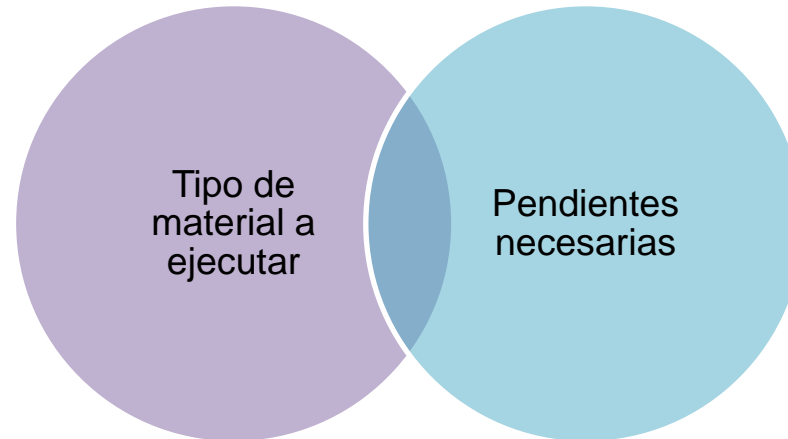 Tipo de
material a
ejecutar
Pendientes
necesarias